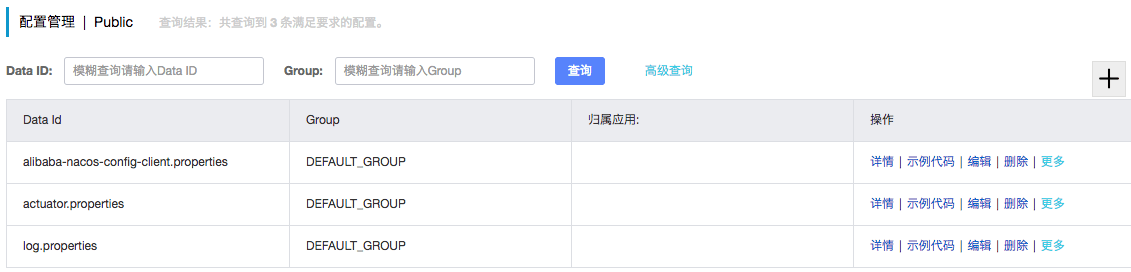 配置管理 | Public 查询结果：共查询到 3 条满足要求的配置。
Data ID: 模糊查询请输入Data ID Group: 模糊查询请输入Group 查询 高级查询
Data Id Group 归属应用: 操作
alibaba-nacos-config-client.properties DEFAULT_GROUP 详情 | 示例代码 | 编辑 | 删除 | 更多
actuator.properties DEFAULT_GROUP 详情 | 示例代码 | 编辑 | 删除 | 更多
log.properties DEFAULT_GROUP 详情 | 示例代码 | 编辑 | 删除 | 更多